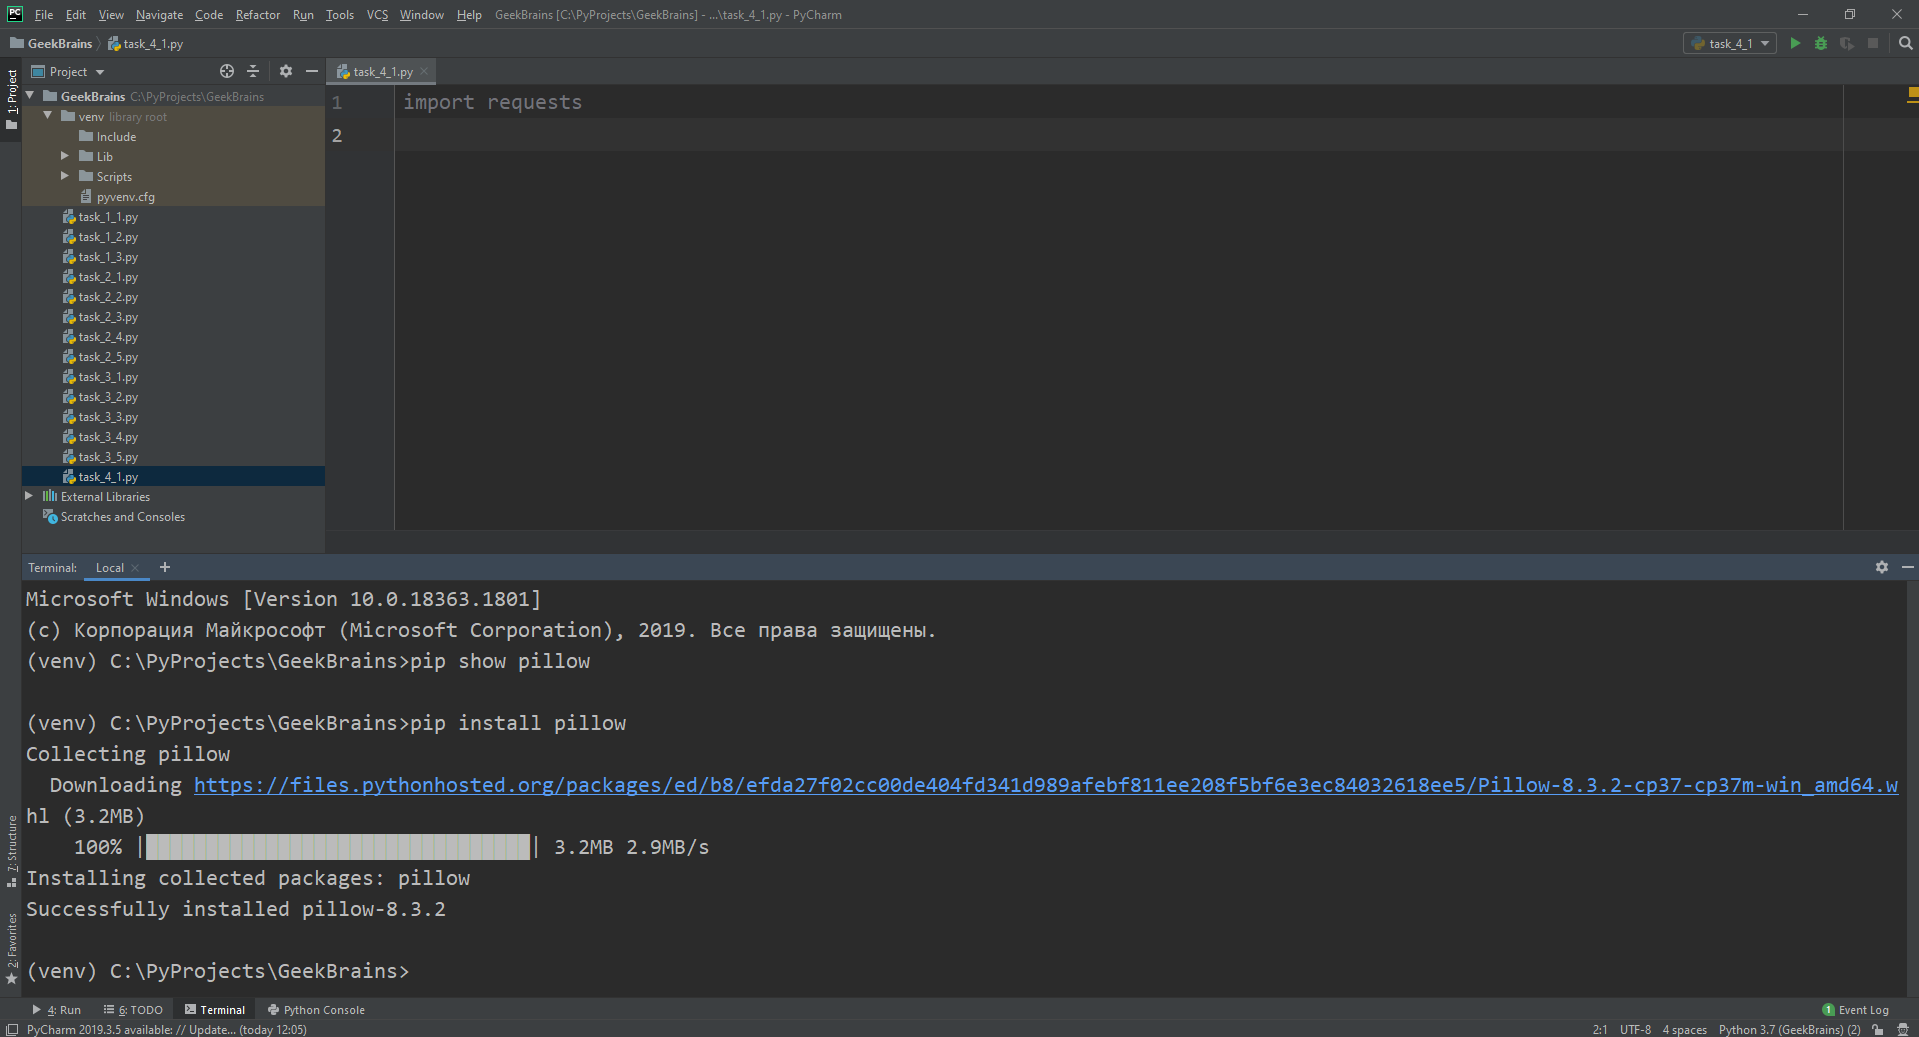 PC File Edit View Navigate Code Refactor Run Tools VCS Window Help GeekBrains [C:\PyProjects\GeekBrains] - ...\task_4_1.py - PyCharm
GeekBrains task_4_1.py task_4_1
Project task_4_1.py
1: Project
GeekBrains C:\PyProjects\GeekBrains
venv library root
Include
Lib
Scripts
pyvenv.cfg
task_1_1.py
task_1_2.py
task_1_3.py
task_2_1.py
task_2_2.py
task_2_3.py
task_2_4.py
task_2_5.py
task_3_1.py
task_3_2.py
task_3_3.py
task_3_4.py
task_3_5.py
task_4_1.py
External Libraries
Scratches and Consoles
1 import requests
2
Terminal: Local
Microsoft Windows [Version 10.0.18363.1801]
(c) Корпорация Майкрософт (Microsoft Corporation), 2019. Все права защищены.
(venv) C:\PyProjects\GeekBrains>pip show pillow
(venv) C:\PyProjects\GeekBrains>pip install pillow
Collecting pillow
Downloading https://files.pythonhosted.org/packages/ed/b8/efda27f02cc00de404fd341d989afebf811ee208f5bf6e3ec84032618ee5/Pillow-8.3.2-cp37-cp37m-win_amd64.w
hl (3.2MB)
100% |████████████████████████████████| 3.2MB 2.9MB/s
Installing collected packages: pillow
Successfully installed pillow-8.3.2
(venv) C:\PyProjects\GeekBrains>
7: Structure
2: Favorites
4: Run 6: TODO Terminal Python Console 1 Event Log
PyCharm 2019.3.5 available: // Update... (today 12:05) 2:1 UTF-8 4 spaces Python 3.7 (GeekBrains) (2)